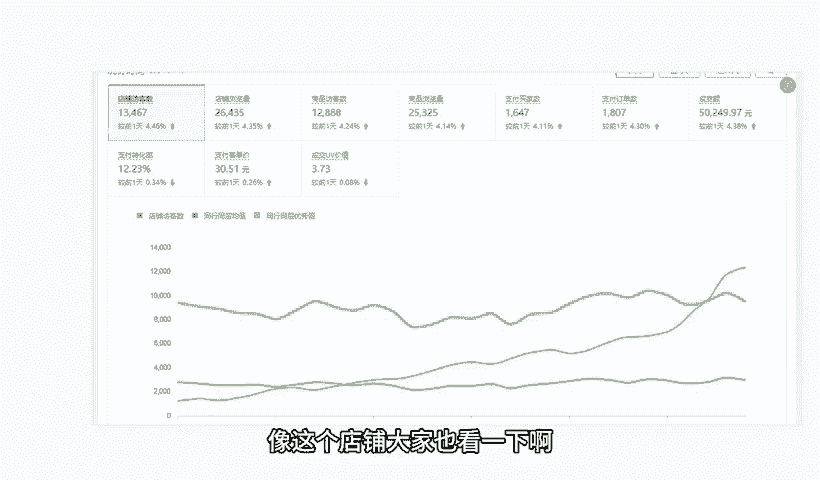 店铺访客数 店铺浏览量 商品访客数 商品浏览量 支付买家数 支付订单数 成交额
13,467 26,435 12,888 25,325 1,647 1,807 50,249.97 元
较前1天 4.46% 较前1天 4.35% 较前1天 4.24% 较前1天 4.14% 较前1天 4.11% 较前1天 4.30% 较前1天 4.38%
支付转化率 支付客单价 成交UV价值
12.23% 30.51 元 3.73
较前1天 0.34% 较前1天 0.26% 较前1天 0.08%
店铺访客数 同行同层均值 同行同层优秀值
14,000
12,000
10,000
8,000
6,000
4,000
2,000
0
像这个店铺大家也看一下啊